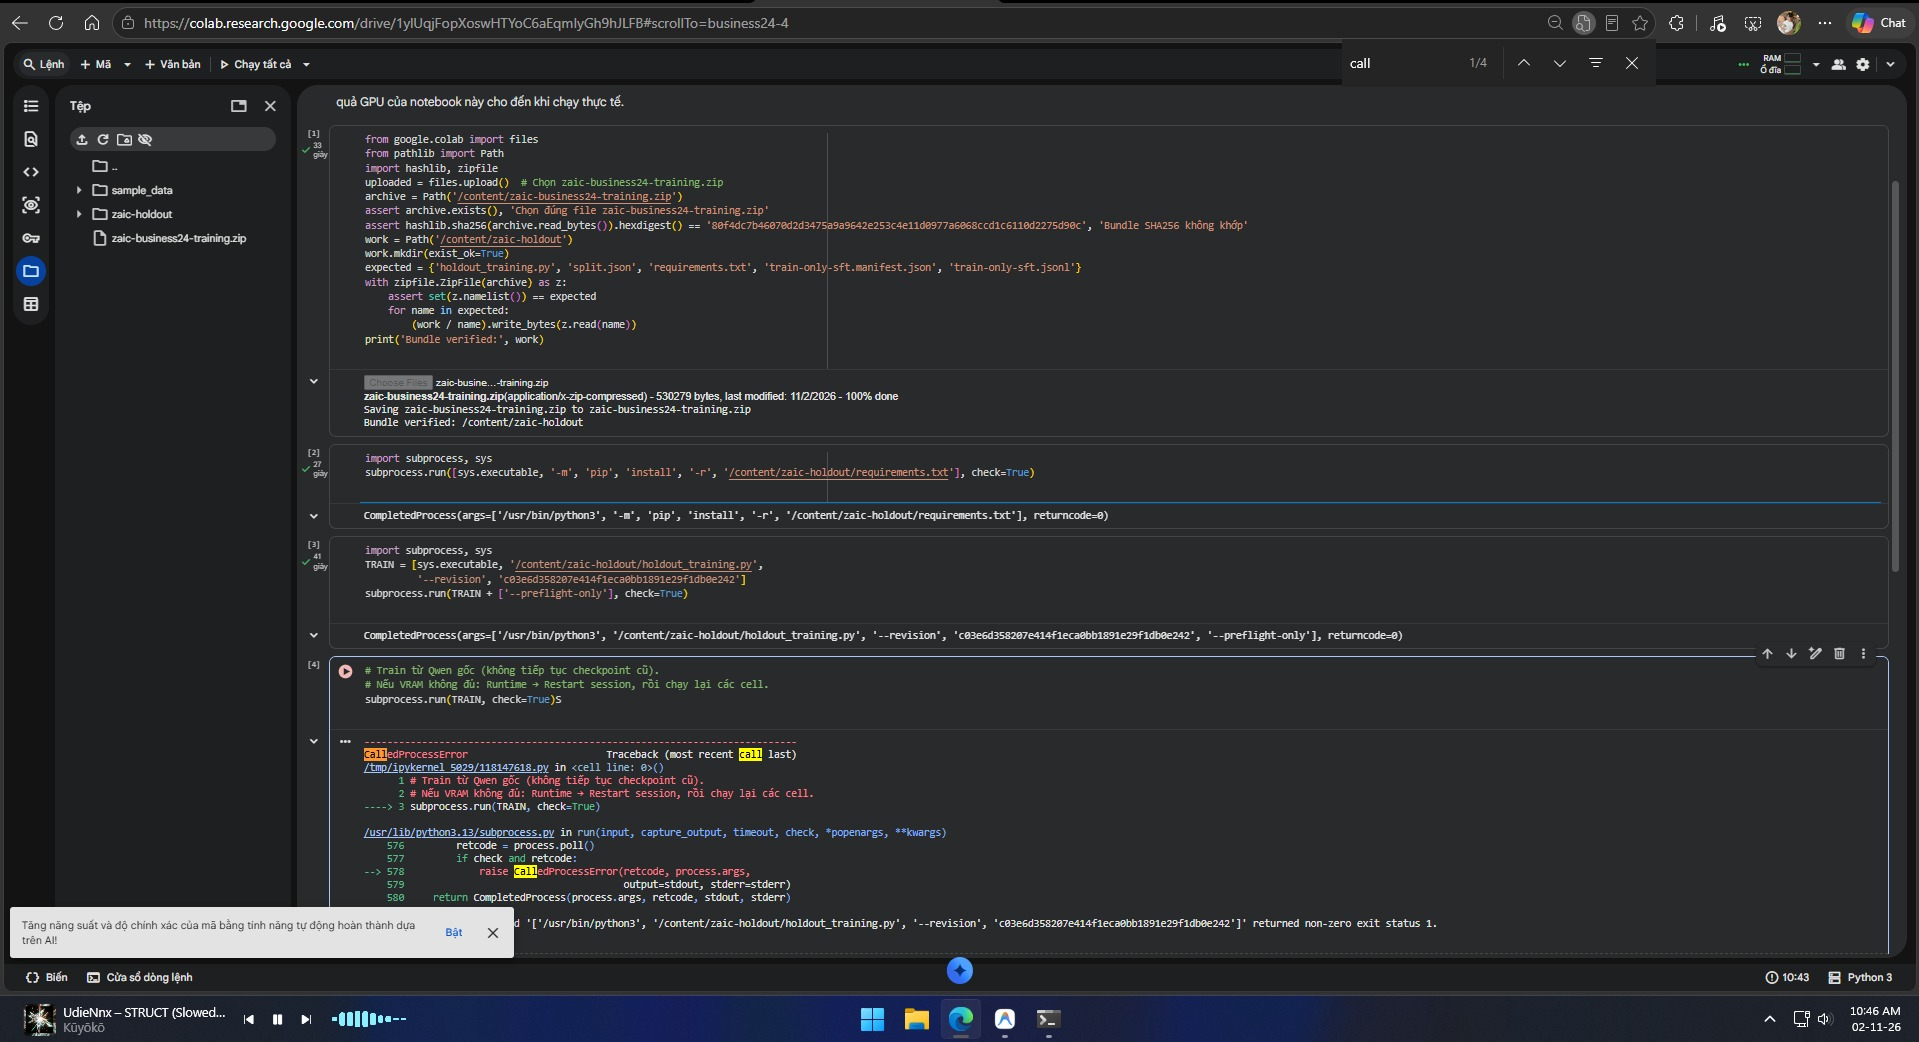 https://colab.research.google.com/drive/1ylUqjFopXoswHTYoC6aEqmlyGh9hJLFB#scrollTo=business24-4
Chat
Lệnh
+ Mã
+ Văn bản
Chạy tất cả
call
1/4
RAM
Ổ đĩa
Tệp
..
sample_data
zaic-holdout
zaic-business24-training.zip
quả GPU của notebook này cho đến khi chạy thực tế.
[1]
33
giây
from google.colab import files
from pathlib import Path
import hashlib, zipfile
uploaded = files.upload()  # Chọn zaic-business24-training.zip
archive = Path('/content/zaic-business24-training.zip')
assert archive.exists(), 'Chọn đúng file zaic-business24-training.zip'
assert hashlib.sha256(archive.read_bytes()).hexdigest() == '80f4dc7b46070d2d3475a9a9642e253c4e11d0977a6068ccd1c6110d2275d90c', 'Bundle SHA256 không khớp'
work = Path('/content/zaic-holdout')
work.mkdir(exist_ok=True)
expected = {'holdout_training.py', 'split.json', 'requirements.txt', 'train-only-sft.manifest.json', 'train-only-sft.jsonl'}
with zipfile.ZipFile(archive) as z:
    assert set(z.namelist()) == expected
    for name in expected:
        (work / name).write_bytes(z.read(name))
print('Bundle verified:', work)
Choose Files zaic-busine...-training.zip
zaic-business24-training.zip(application/x-zip-compressed) - 530279 bytes, last modified: 11/2/2026 - 100% done
Saving zaic-business24-training.zip to zaic-business24-training.zip
Bundle verified: /content/zaic-holdout
[2]
27
giây
import subprocess, sys
subprocess.run([sys.executable, '-m', 'pip', 'install', '-r', '/content/zaic-holdout/requirements.txt'], check=True)
CompletedProcess(args=['/usr/bin/python3', '-m', 'pip', 'install', '-r', '/content/zaic-holdout/requirements.txt'], returncode=0)
[3]
41
giây
import subprocess, sys
TRAIN = [sys.executable, '/content/zaic-holdout/holdout_training.py',
         '--revision', 'c03e6d358207e414f1eca0bb1891e29f1db0e242']
subprocess.run(TRAIN + ['--preflight-only'], check=True)
CompletedProcess(args=['/usr/bin/python3', '/content/zaic-holdout/holdout_training.py', '--revision', 'c03e6d358207e414f1eca0bb1891e29f1db0e242', '--preflight-only'], returncode=0)
[4]
# Train từ Qwen gốc (không tiếp tục checkpoint cũ).
# Nếu VRAM không đủ: Runtime → Restart session, rồi chạy lại các cell.
subprocess.run(TRAIN, check=True)S
---------------------------------------------------------------------------
CalledProcessError                        Traceback (most recent call last)
/tmp/ipykernel_5029/118147618.py in <cell line: 0>()
      1 # Train từ Qwen gốc (không tiếp tục checkpoint cũ).
      2 # Nếu VRAM không đủ: Runtime → Restart session, rồi chạy lại các cell.
----> 3 subprocess.run(TRAIN, check=True)
/usr/lib/python3.13/subprocess.py in run(input, capture_output, timeout, check, *popenargs, **kwargs)
    576         retcode = process.poll()
    577         if check and retcode:
--> 578             raise CalledProcessError(retcode, process.args,
    579                                      output=stdout, stderr=stderr)
    580     return CompletedProcess(process.args, retcode, stdout, stderr)
d '['/usr/bin/python3', '/content/zaic-holdout/holdout_training.py', '--revision', 'c03e6d358207e414f1eca0bb1891e29f1db0e242']' returned non-zero exit status 1.
Tăng năng suất và độ chính xác của mã bằng tính năng tự động hoàn thành dựa
trên AI!
Bật
Biến
Cửa sổ dòng lệnh
10:43
Python 3
UdieNnx – STRUCT (Slowed...
Kūyōkō
10:46 AM
02-11-26